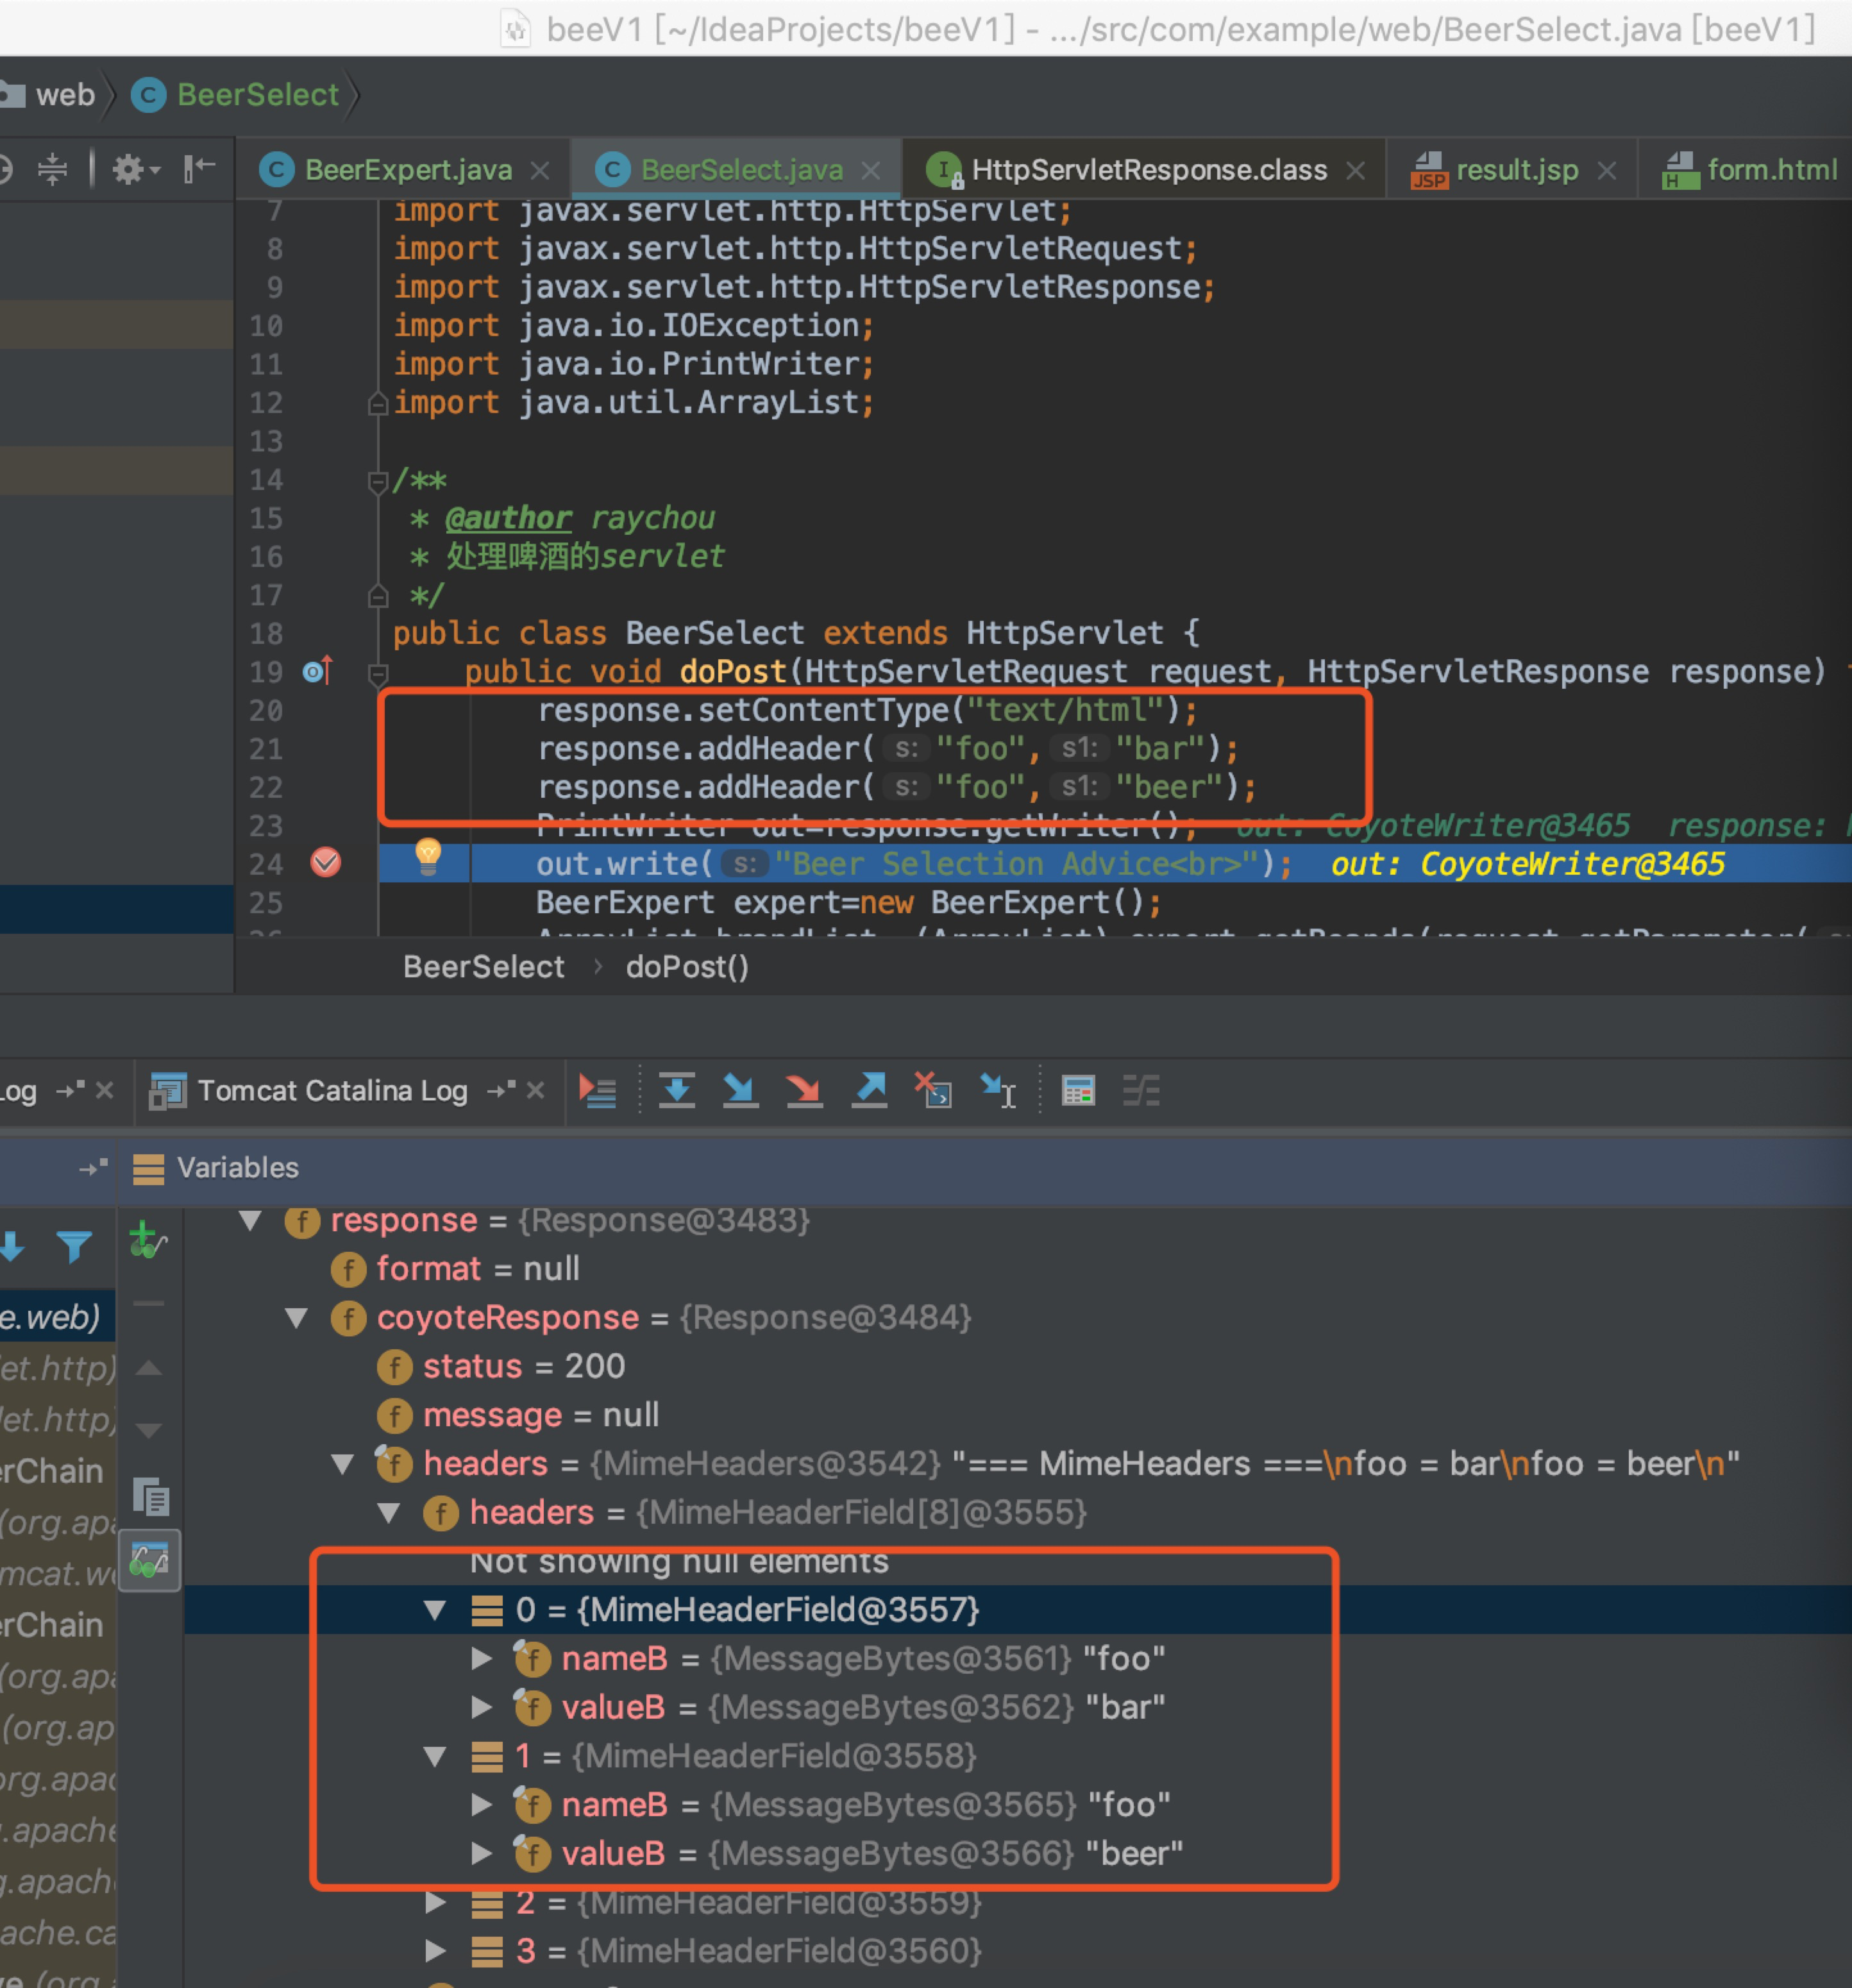 beeV1 [~/IdeaProjects/beeV1] - .../src/com/example/web/BeerSelect.java [beeV1]
web C BeerSelect
C BeerExpert.java C BeerSelect.java I HttpServletResponse.class JSP result.jsp H form.html
7 import javax.servlet.http.HttpServlet;
8 import javax.servlet.http.HttpServletRequest;
9 import javax.servlet.http.HttpServletResponse;
10 import java.io.IOException;
11 import java.io.PrintWriter;
12 import java.util.ArrayList;
13
14 /**
15 * @author raychou
16 * 处理啤酒的servlet
17 */
18 public class BeerSelect extends HttpServlet {
19 public void doPost(HttpServletRequest request, HttpServletResponse response)
20 response.setContentType("text/html");
21 response.addHeader( s: "foo", s1: "bar");
22 response.addHeader( s: "foo", s1: "beer");
23 PrintWriter out=response.getWriter(); out: CoyoteWriter@3465 response:
24 out.write( s: "Beer Selection Advice<br>"); out: CoyoteWriter@3465
25 BeerExpert expert=new BeerExpert();
BeerSelect › doPost()
Log Tomcat Catalina Log
Variables
response = {Response@3483}
f format = null
e.web) f coyoteResponse = {Response@3484}
et.http) f status = 200
let.http) f message = null
erChain f headers = {MimeHeaders@3542} "=== MimeHeaders ===\nfoo = bar\nfoo = beer\n"
(org.apa f headers = {MimeHeaderField[8]@3555}
mcat.we Not showing null elements
erChain 0 = {MimeHeaderField@3557}
(org.apa f nameB = {MessageBytes@3561} "foo"
(org.ap f valueB = {MessageBytes@3562} "bar"
org.apac 1 = {MimeHeaderField@3558}
.apache f nameB = {MessageBytes@3565} "foo"
g.apach f valueB = {MessageBytes@3566} "beer"
ache.ca 2 = {MimeHeaderField@3559}
3 = {MimeHeaderField@3560}